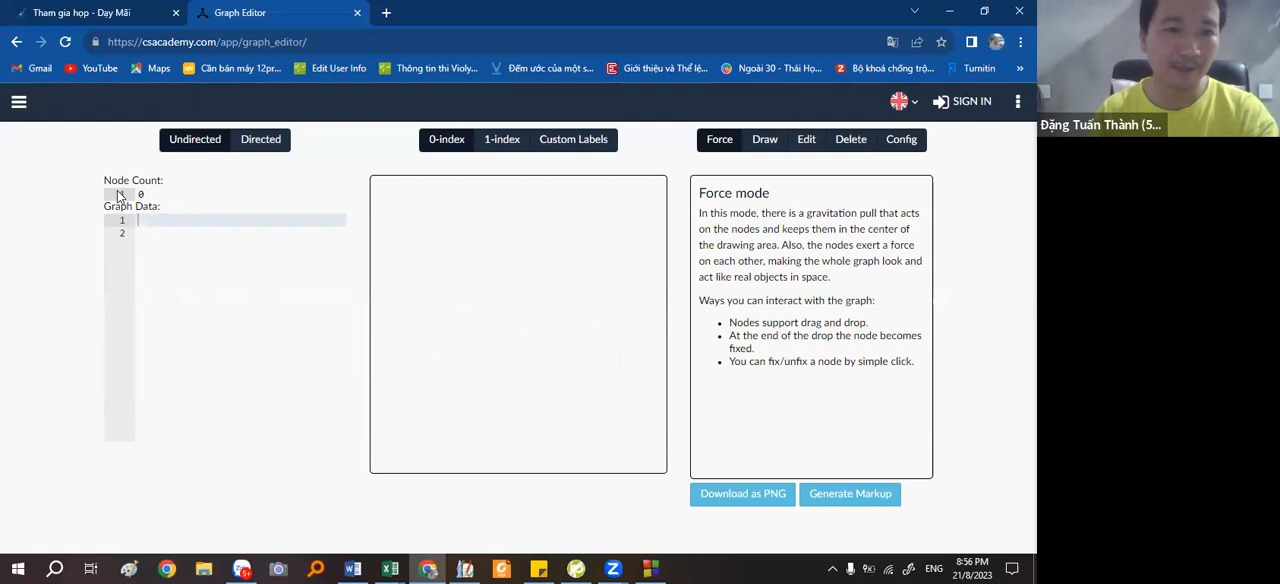 Tham gia họp - Dạy Mãi
Graph Editor
https://csacademy.com/app/graph_editor/
Gmail
YouTube
Maps
Cần bán máy 12pr...
Edit User Info
Thông tin thi Violy...
Đếm ước của một s...
Giới thiệu và Thể lệ...
Ngoài 30 - Thái Họ...
Bộ khoá chống trộ...
Turnitin
»
SIGN IN
Undirected Directed
0-index 1-index Custom Labels
Force Draw Edit Delete Config
Đặng Tuấn Thành (5...
Node Count:
0
Graph Data:
1
2
Force mode
In this mode, there is a gravitation pull that acts
on the nodes and keeps them in the center of
the drawing area. Also, the nodes exert a force
on each other, making the whole graph look and
act like real objects in space.
Ways you can interact with the graph:
Nodes support drag and drop.
At the end of the drop the node becomes
fixed.
You can fix/unfix a node by simple click.
Download as PNG
Generate Markup
5+
ENG
8:56 PM
21/8/2023